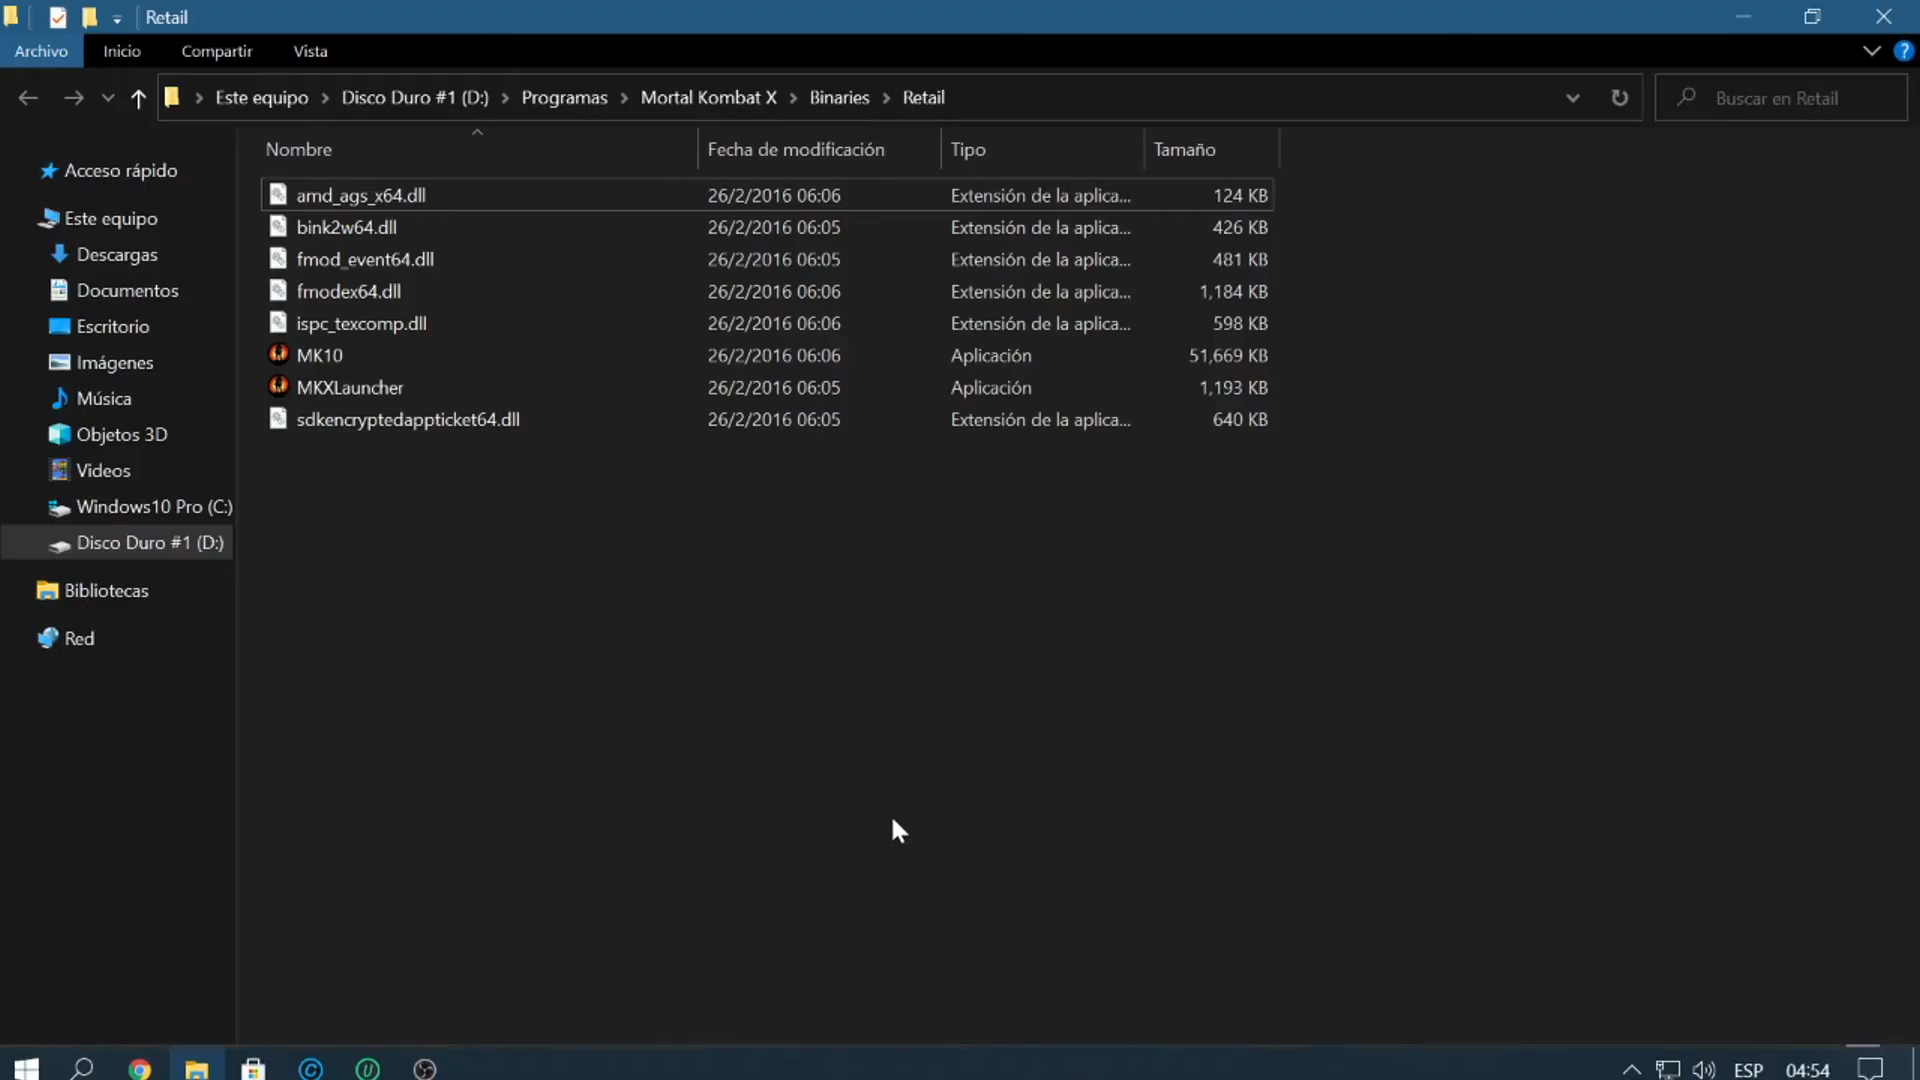 Retail
Archivo Inicio Compartir Vista
Este equipo Disco Duro #1 (D:) Programas Mortal Kombat X Binaries Retail Buscar en Retail
Nombre Fecha de modificación Tipo Tamaño
Acceso rápido
Este equipo
Descargas
Documentos
Escritorio
Imágenes
Música
Objetos 3D
Videos
Windows10 Pro (C:)
Disco Duro #1 (D:)
Bibliotecas
Red
amd_ags_x64.dll 26/2/2016 06:06 Extensión de la aplica... 124 KB
bink2w64.dll 26/2/2016 06:05 Extensión de la aplica... 426 KB
fmod_event64.dll 26/2/2016 06:05 Extensión de la aplica... 481 KB
fmodex64.dll 26/2/2016 06:06 Extensión de la aplica... 1,184 KB
ispc_texcomp.dll 26/2/2016 06:06 Extensión de la aplica... 598 KB
MK10 26/2/2016 06:06 Aplicación 51,669 KB
MKXLauncher 26/2/2016 06:05 Aplicación 1,193 KB
sdkencryptedappticket64.dll 26/2/2016 06:05 Extensión de la aplica... 640 KB
ESP 04:54